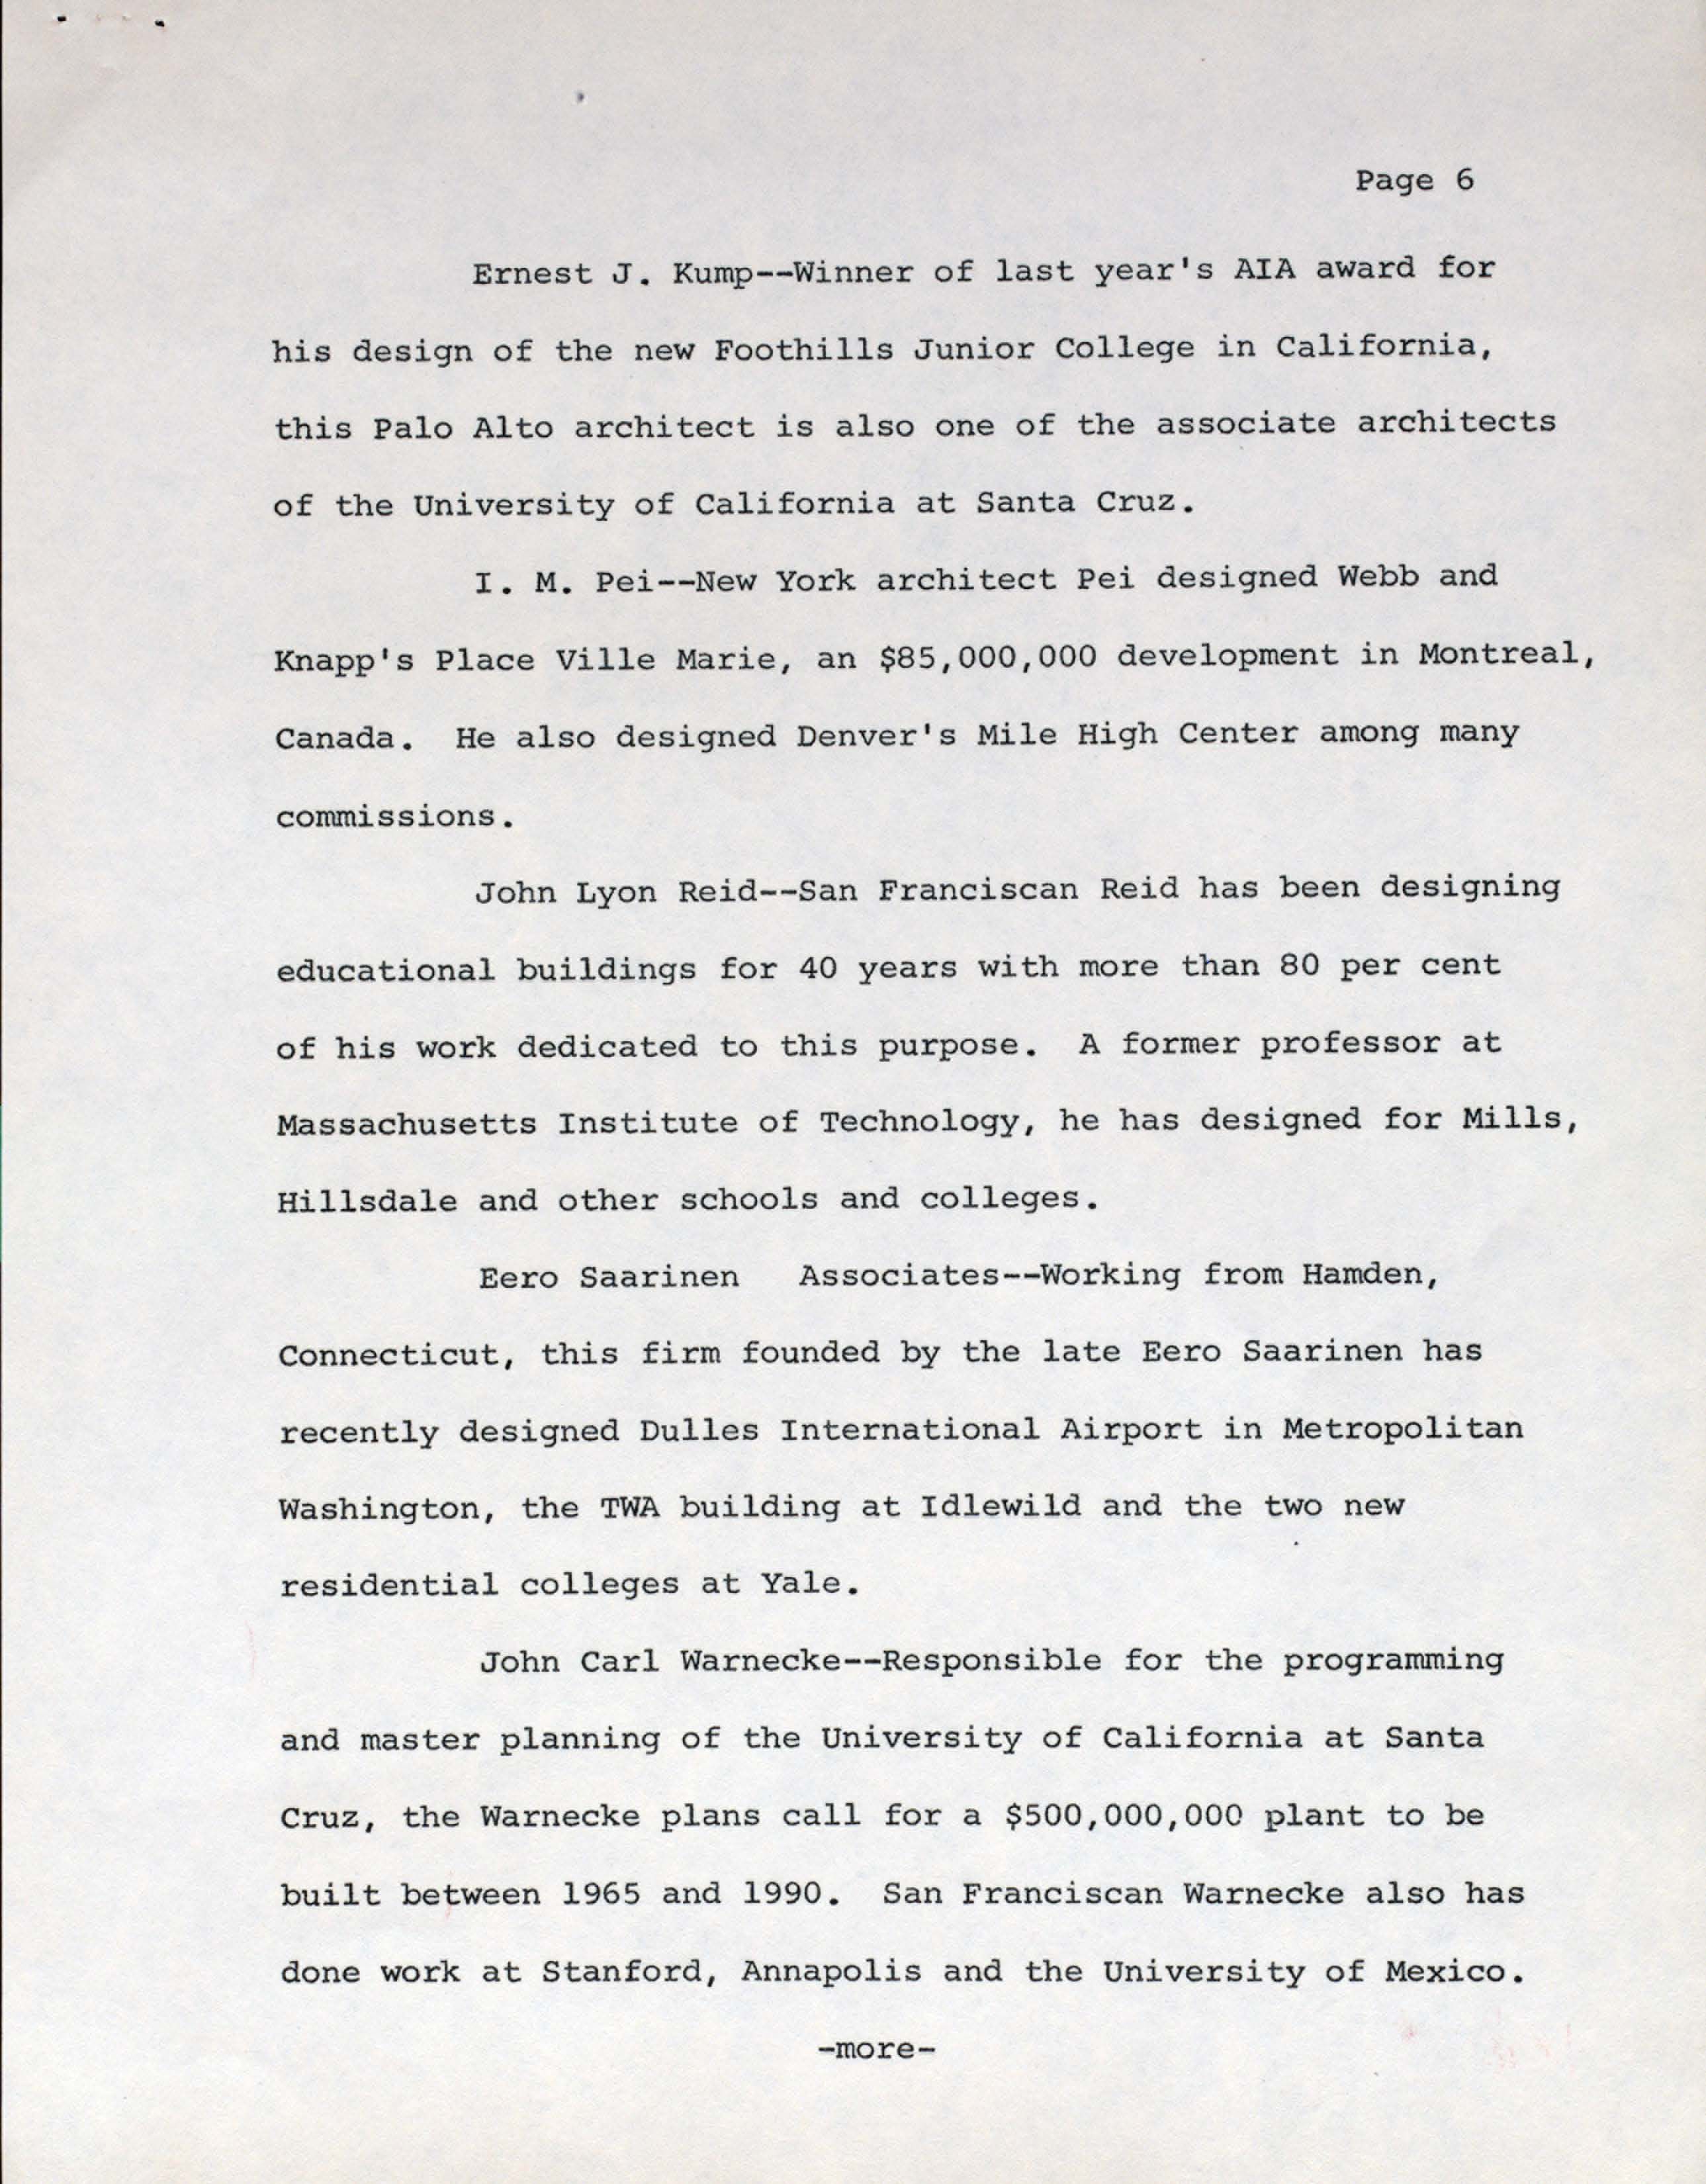 Page 6
Ernest J. Kump--Winner of last year's AIA award for
his design of the new Foothills Junior College in California,
this Palo Alto architect is also one of the associate architects
of the University of California at Santa Cruz.
I. M. Pei--New York architect Pei designed Webb and
Knapp's Place Ville Marie, an $85,000,000 development in Montreal,
Canada.  He also designed Denver's Mile High Center among many
commissions.
John Lyon Reid--San Franciscan Reid has been designing
educational buildings for 40 years with more than 80 per cent
of his work dedicated to this purpose.  A former professor at
Massachusetts Institute of Technology, he has designed for Mills,
Hillsdale and other schools and colleges.
Eero Saarinen   Associates--Working from Hamden,
Connecticut, this firm founded by the late Eero Saarinen has
recently designed Dulles International Airport in Metropolitan
Washington, the TWA building at Idlewild and the two new
residential colleges at Yale.
John Carl Warnecke--Responsible for the programming
and master planning of the University of California at Santa
Cruz, the Warnecke plans call for a $500,000,000 plant to be
built between 1965 and 1990.  San Franciscan Warnecke also has
done work at Stanford, Annapolis and the University of Mexico.
-more-